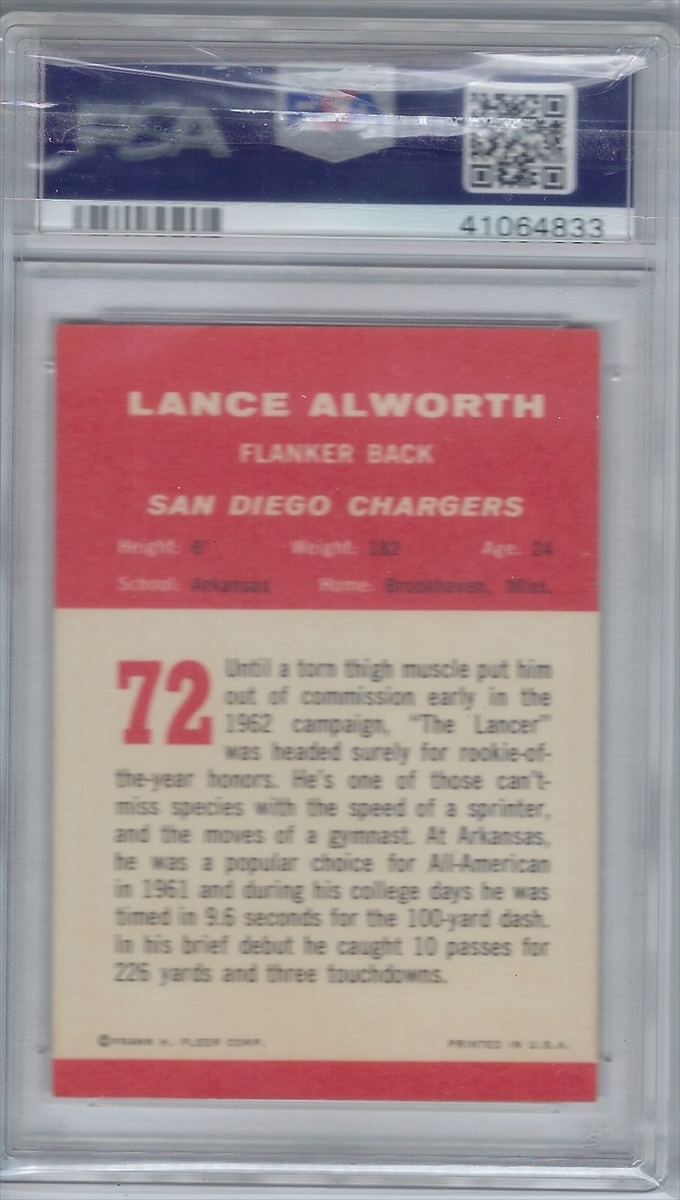 PSA
41064833
LANCE ALWORTH
FLANKER BACK
SAN DIEGO CHARGERS
Height: 6' Weight: 182 Age: 24
School: Arkansas Home: Brookhaven, Miss.
72
Until a torn thigh muscle put him
out of commission early in the
1962 campaign, "The Lancer"
was headed surely for rookie-of-
the-year honors. He's one of those can't-
miss species with the speed of a sprinter,
and the moves of a gymnast. At Arkansas,
he was a popular choice for All-American
in 1961 and during his college days he was
timed in 9.6 seconds for the 100-yard dash.
In his brief debut he caught 10 passes for
226 yards and three touchdowns.
©FRANK H. FLEER CORP. PRINTED IN U.S.A.